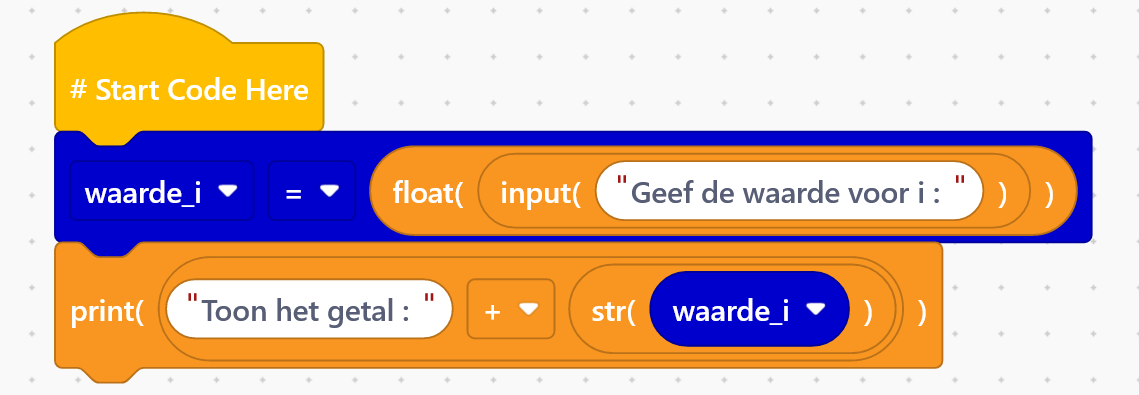 # Start Code Here
waarde_i = float( input( "Geef de waarde voor i : " ) )
print( "Toon het getal : " + str( waarde_i ) )